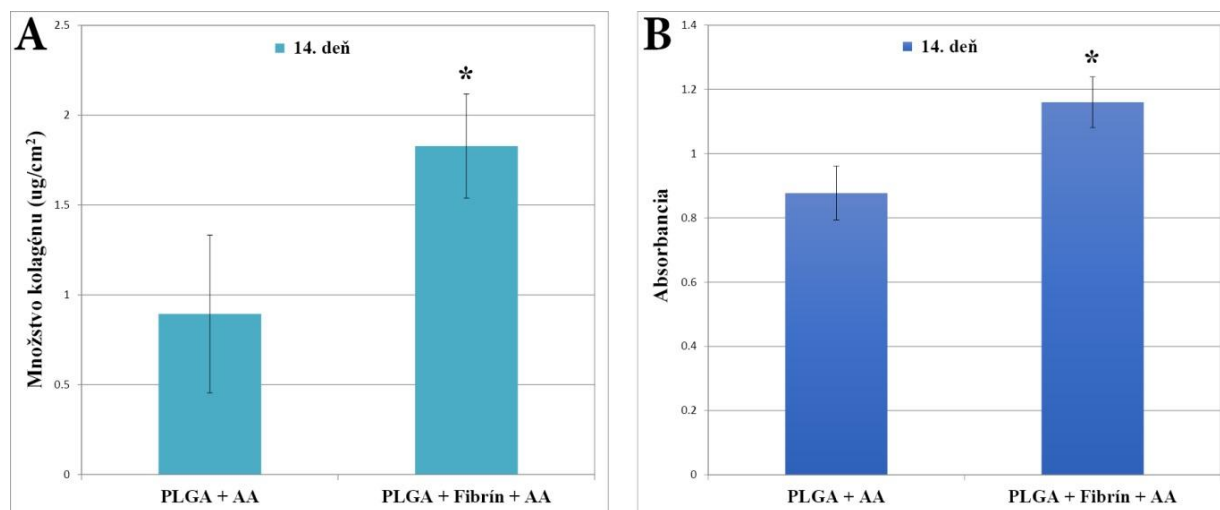 A
14. deň
*
Množstvo kolagénu (ug/cm²)
2.5
2
1.5
1
0.5
0
PLGA + AA
PLGA + Fibrín + AA
B
14. deň
*
Absorbancia
1.4
1.2
1
0.8
0.6
0.4
0.2
0
PLGA + AA
PLGA + Fibrín + AA